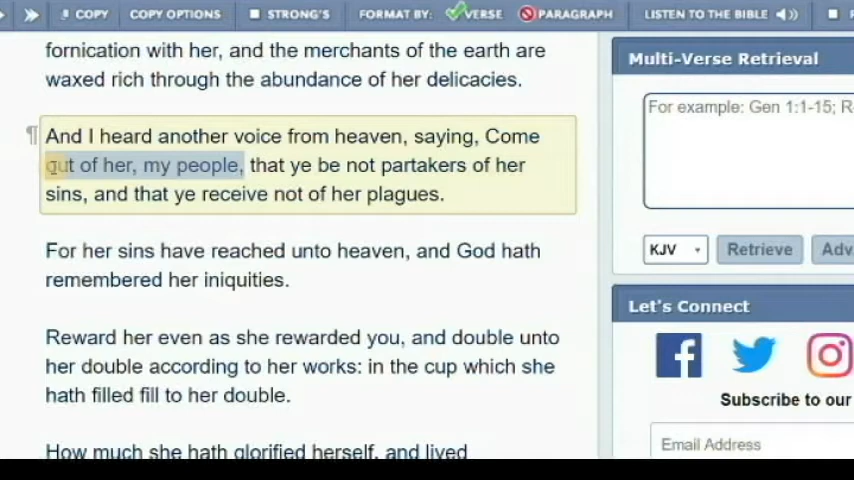 COPY COPY OPTIONS STRONG'S FORMAT BY: VERSE PARAGRAPH LISTEN TO THE BIBLE
fornication with her, and the merchants of the earth are
waxed rich through the abundance of her delicacies.
¶ And I heard another voice from heaven, saying, Come
out of her, my people, that ye be not partakers of her
sins, and that ye receive not of her plagues.
For her sins have reached unto heaven, and God hath
remembered her iniquities.
Reward her even as she rewarded you, and double unto
her double according to her works: in the cup which she
hath filled fill to her double.
How much she hath glorified herself, and lived
Multi-Verse Retrieval
For example: Gen 1:1-15; R
KJV Retrieve Adv
Let's Connect
Subscribe to our
Email Address